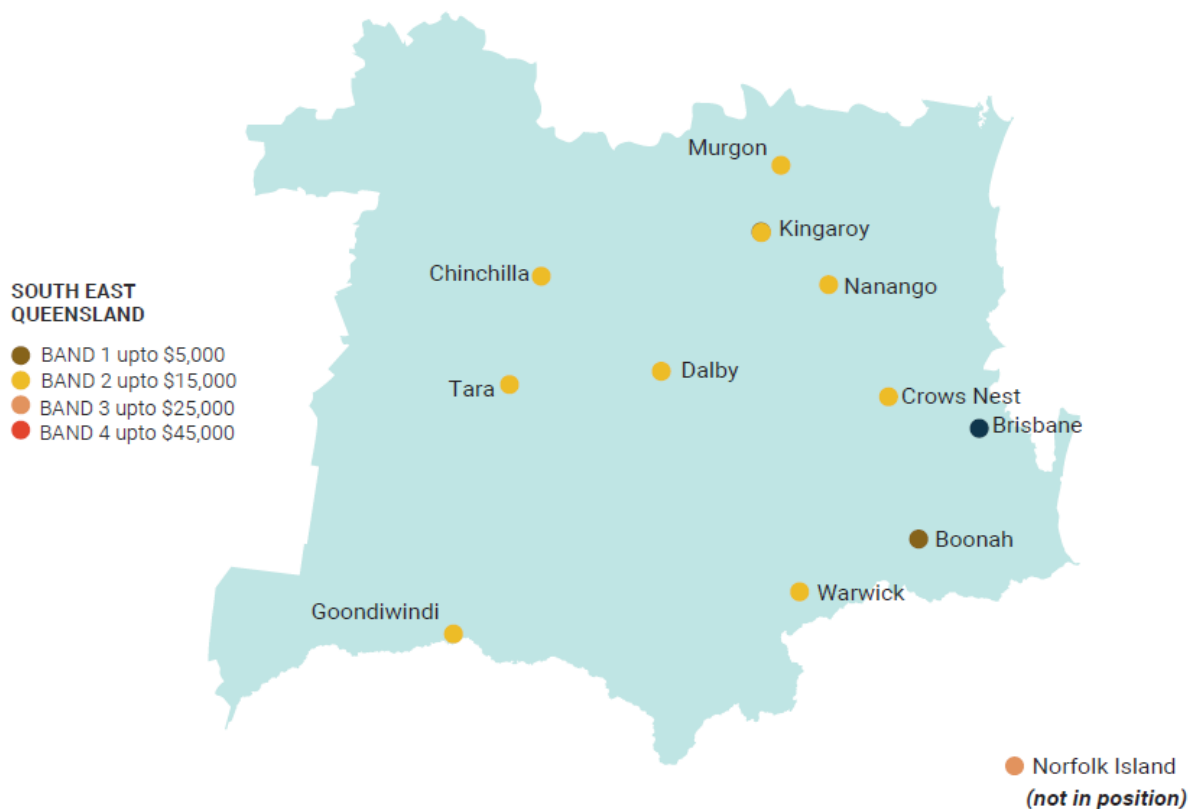 Murgon
Kingaroy
Chinchilla
Nanango
SOUTH EAST
QUEENSLAND
BAND 1 upto $5,000
BAND 2 upto $15,000
BAND 3 upto $25,000
BAND 4 upto $45,000
Dalby
Tara
Crows Nest
Brisbane
Boonah
Warwick
Goondiwindi
Norfolk Island
(not in position)